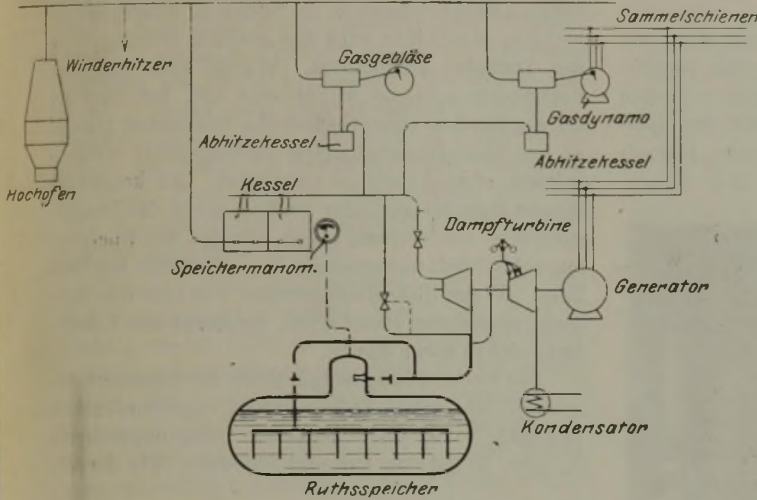 Sammelschienen
Winderhitzer
Gasgebläse
Gasdynamo
Abhitzekessel
Abhitzekessel
Hochofen
Kessel
Dampfturbine
Speichermanom.
Generator
Kondensator
Ruthsspeicher